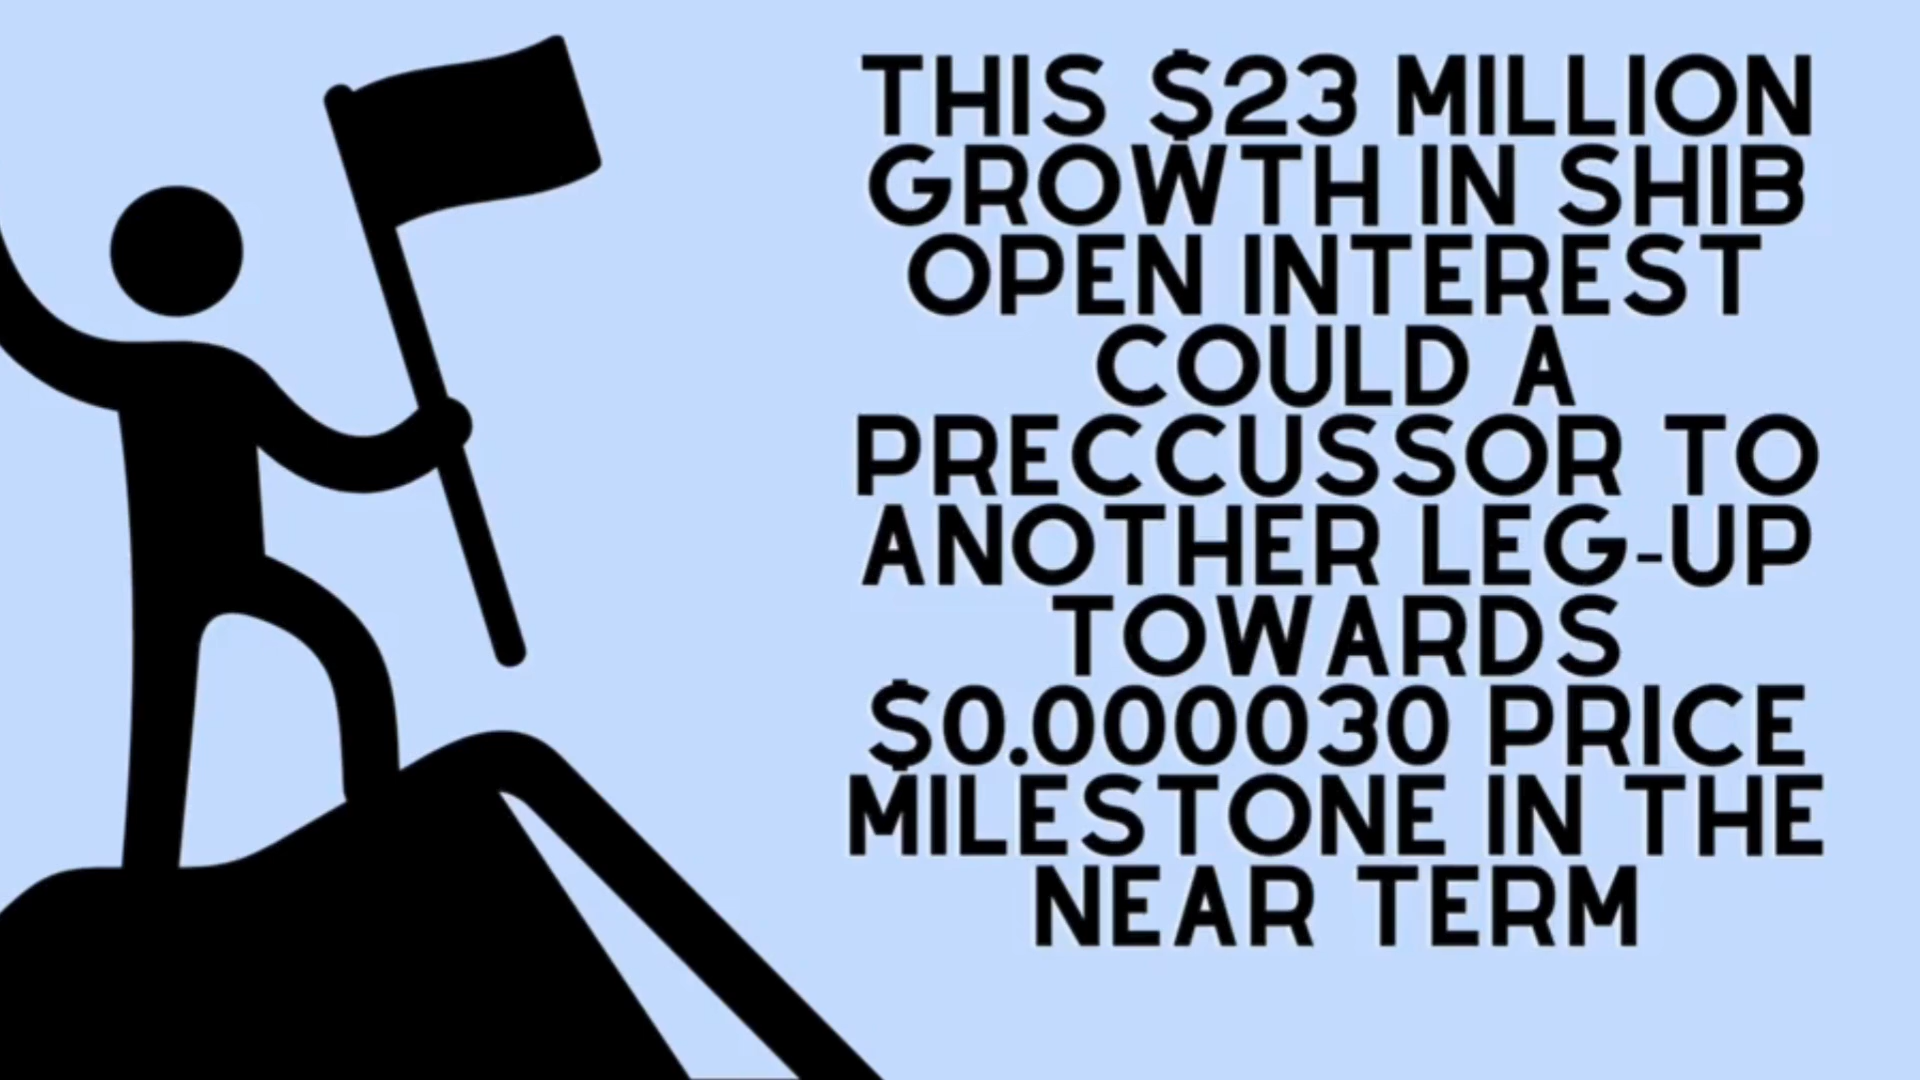 THIS $23 MILLION
GROWTH IN SHIB
OPEN INTEREST
COULD A
PRECCUSSOR TO
ANOTHER LEG-UP
TOWARDS
$0.000030 PRICE
MILESTONE IN THE
NEAR TERM